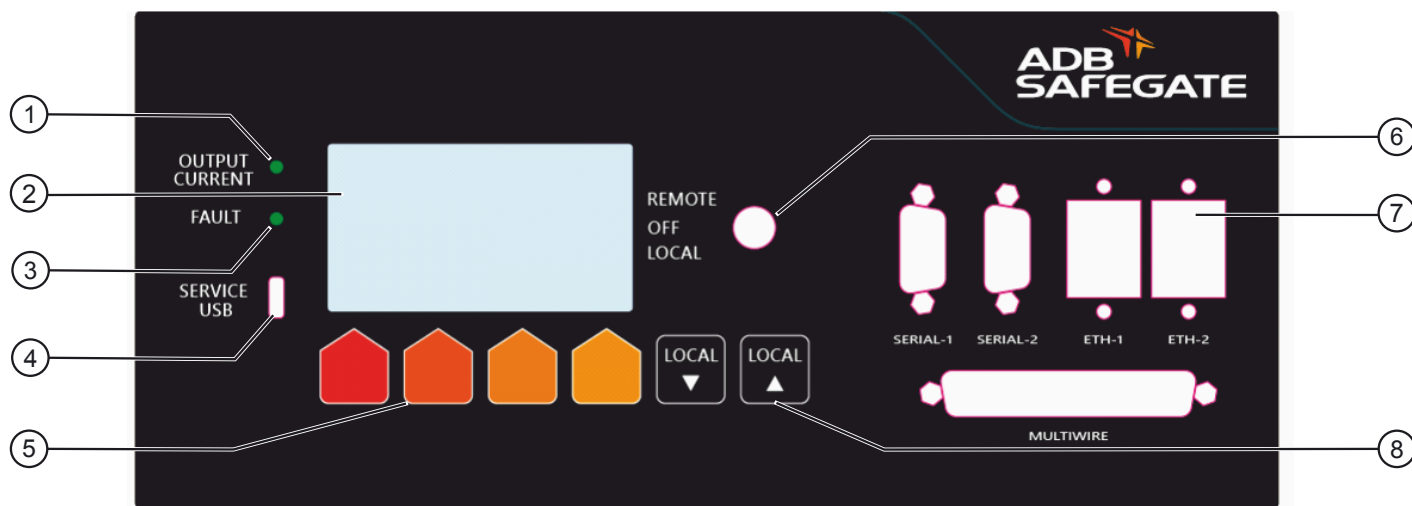 ADB
SAFEGATE
1
OUTPUT
CURRENT
2
FAULT
3
SERVICE
USB
4
REMOTE
OFF
LOCAL
6
7
SERIAL-1
SERIAL-2
ETH-1
ETH-2
LOCAL
▼
LOCAL
▲
5
MULTIWIRE
8